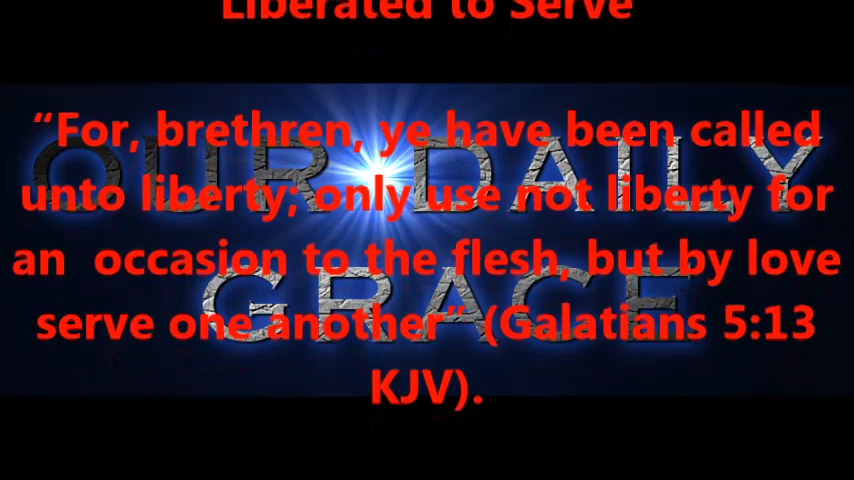 Liberated to Serve
“For, brethren, ye have been called
unto liberty; only use not liberty for
an  occasion to the flesh, but by love
serve one another” (Galatians 5:13
KJV).
OUR DAILY
GRACE